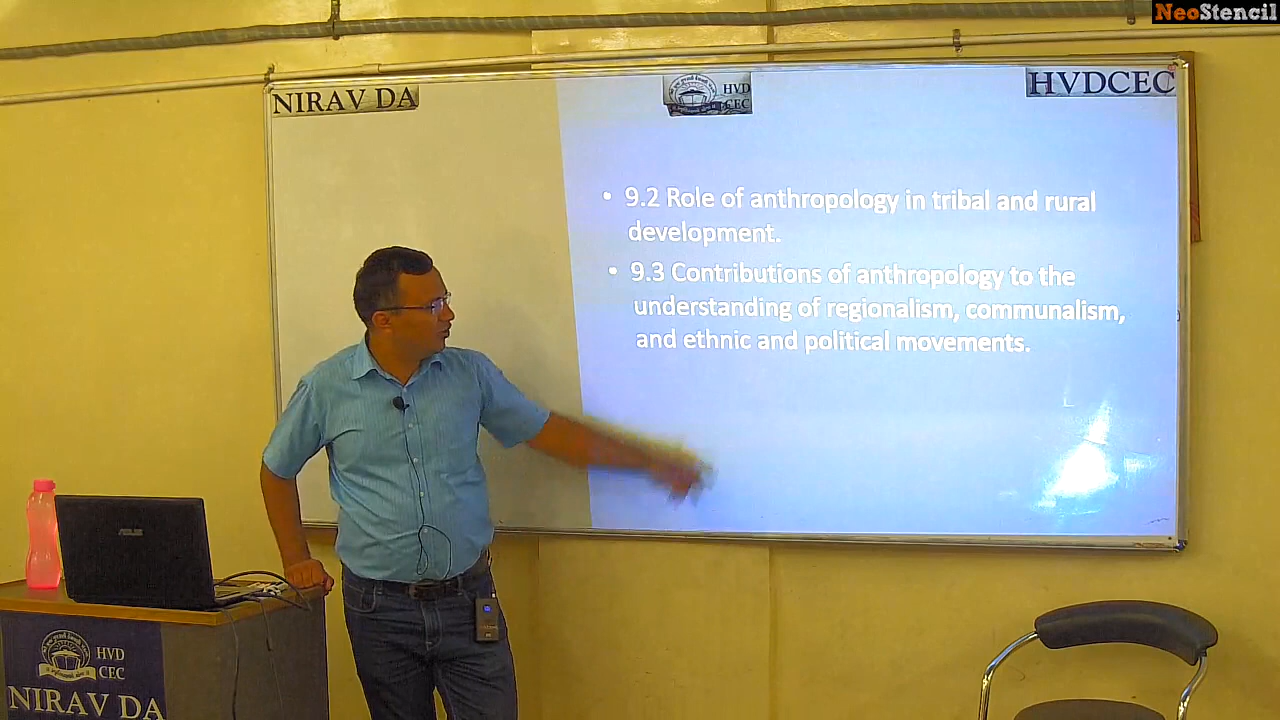 NeoStencil
NIRAV DA
HVD
CEC
HVDCEC
• 9.2 Role of anthropology in tribal and rural
development.
• 9.3 Contributions of anthropology to the
understanding of regionalism, communalism,
and ethnic and political movements.
ASUS
HVD
CEC
NIRAV DA